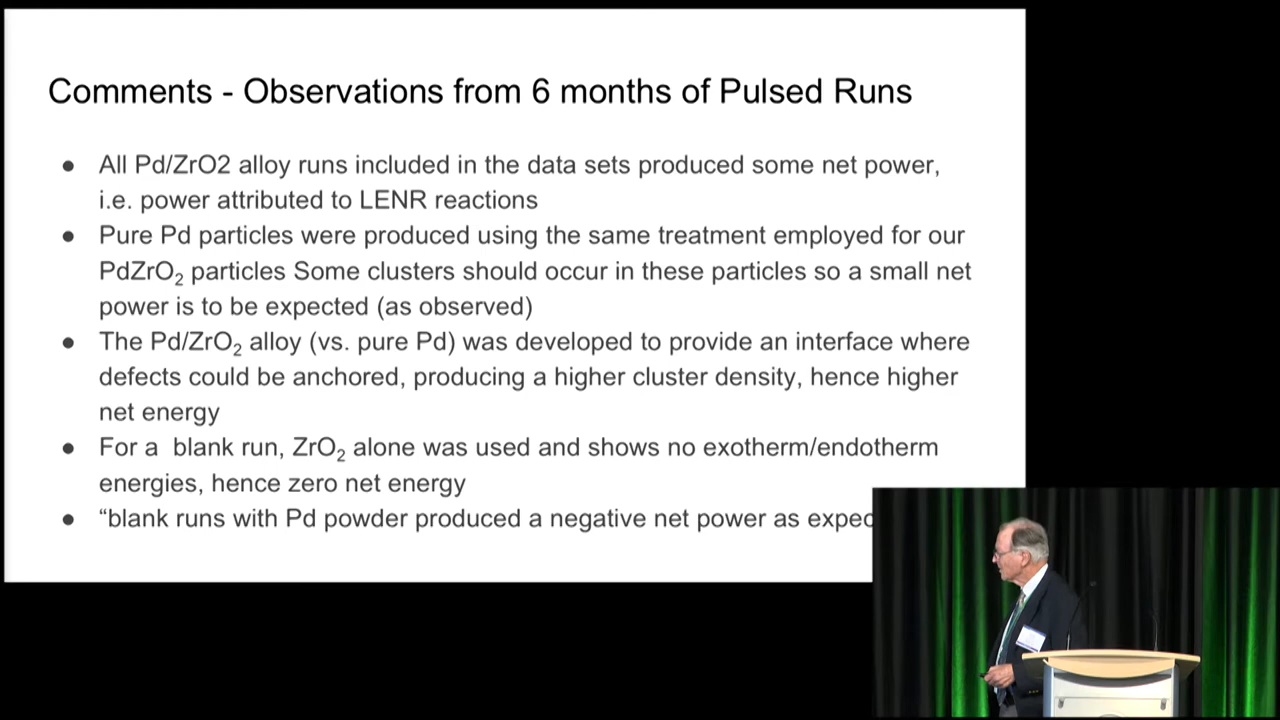 Comments - Observations from 6 months of Pulsed Runs
● All Pd/ZrO2 alloy runs included in the data sets produced some net power,
i.e. power attributed to LENR reactions
● Pure Pd particles were produced using the same treatment employed for our
PdZrO₂ particles Some clusters should occur in these particles so a small net
power is to be expected (as observed)
● The Pd/ZrO₂ alloy (vs. pure Pd) was developed to provide an interface where
defects could be anchored, producing a higher cluster density, hence higher
net energy
● For a  blank run, ZrO₂ alone was used and shows no exotherm/endotherm
energies, hence zero net energy
● “blank runs with Pd powder produced a negative net power as expec